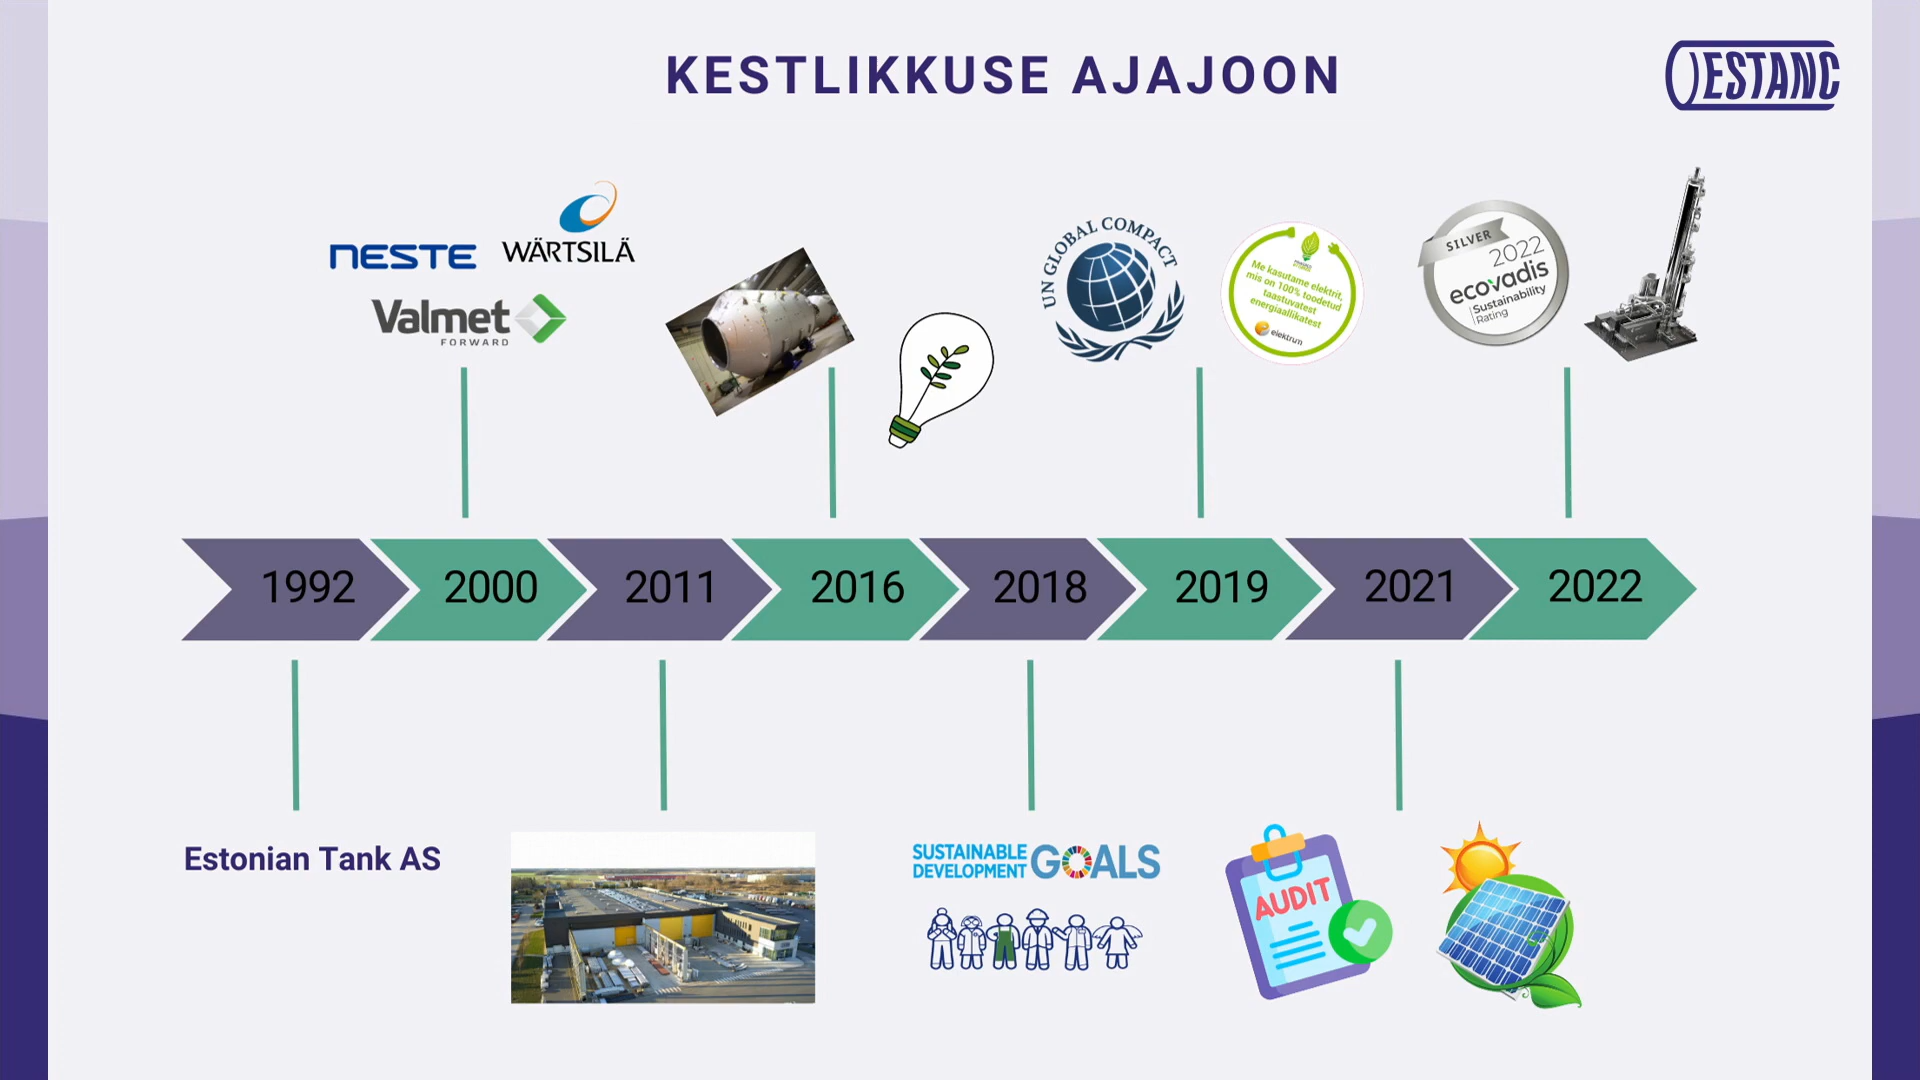 KESTLIKKUSE AJAJOON
ESTANC
NESTE
WÄRTSILÄ
Valmet
FORWARD
UN GLOBAL COMPACT
Me kasutame elektrit,
mis on 100% toodetud
taastuvatest
energiaallikatest
elektrum
SILVER
2022
ecovadis
Sustainability
Rating
1992
2000
2011
2016
2018
2019
2021
2022
Estonian Tank AS
SUSTAINABLE
DEVELOPMENT
GOALS
AUDIT